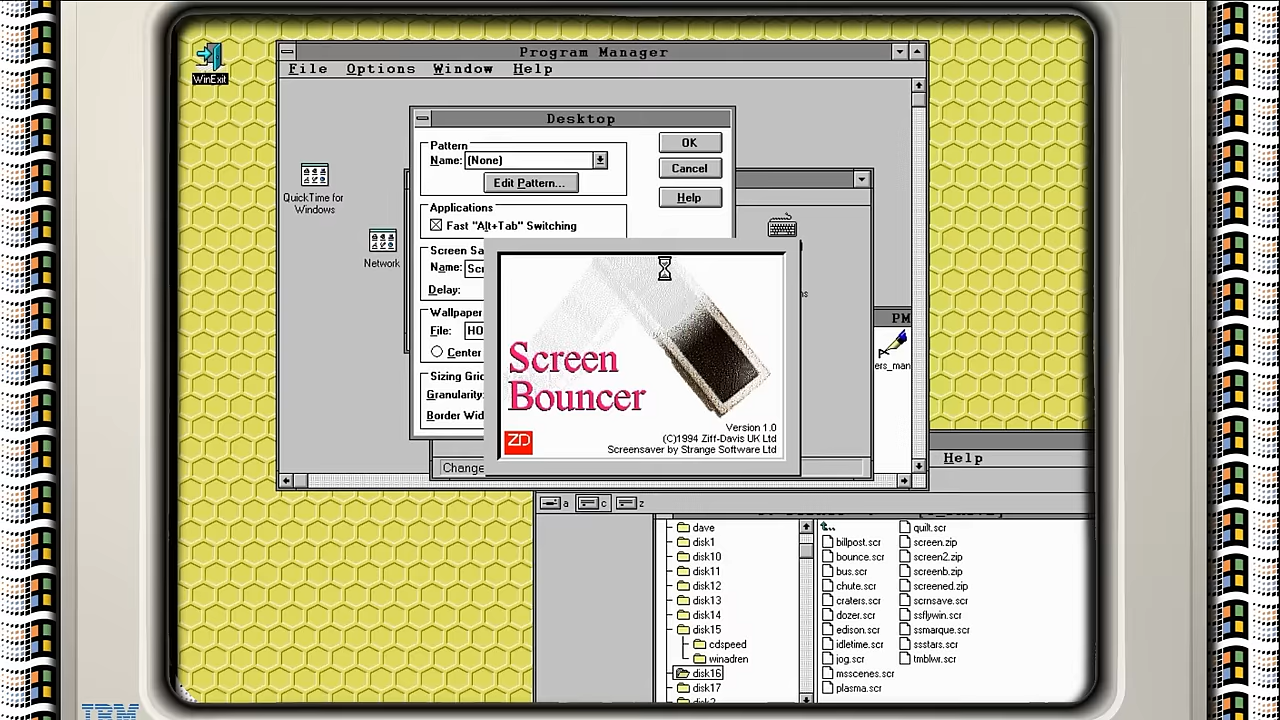 WinExit
Program Manager
File Options Window Help
QuickTime for
Windows
Network
Desktop
Pattern
Name: (None)
Edit Pattern...
OK
Cancel
Help
Applications
Fast "Alt+Tab" Switching
Screen Sa
Name: Scr
Delay:
Wallpaper
File: HO
Center
Sizing Gri
Granularity:
Border Wid
Change
Screen
Bouncer
ZD
Version 1.0
(C)1994 Ziff-Davis UK Ltd
Screensaver by Strange Software Ltd
PM
ers_man
Help
a c z
dave
disk1
disk10
disk11
disk12
disk13
disk14
disk15
cdspeed
winadren
disk16
disk17
billpost.scr
bounce.scr
bus.scr
chute.scr
craters.scr
dozer.scr
edison.scr
idletime.scr
jog.scr
msscenes.scr
plasma.scr
quilt.scr
screen.zip
screen2.zip
screenb.zip
screened.zip
scrnsave.scr
ssflywin.scr
ssmarque.scr
ssstars.scr
tmblwr.scr
IBM